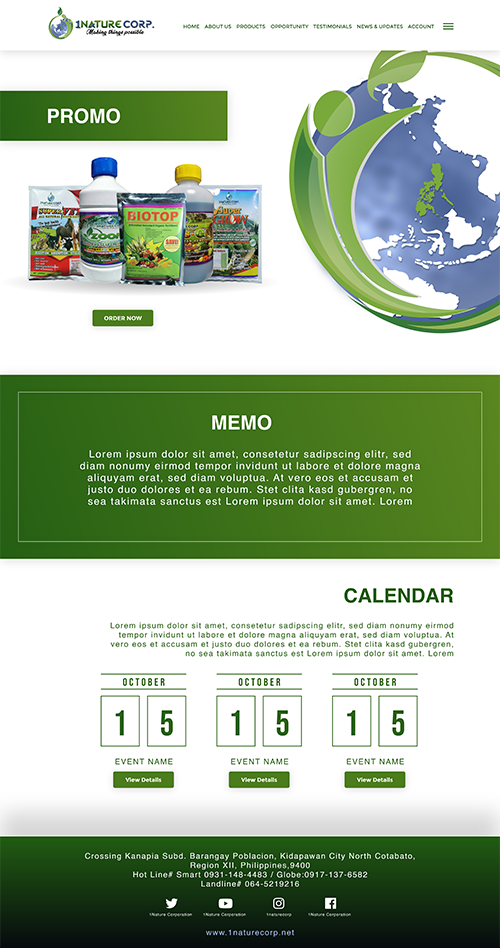 1NATURE CORP.
Making things possible
HOME ABOUT US PRODUCTS OPPORTUNITY TESTIMONIALS NEWS & UPDATES ACCOUNT
PROMO
BIOTOP
Super
GROW
ORDER NOW
MEMO
Lorem ipsum dolor sit amet, consetetur sadipscing elitr, sed
diam nonumy eirmod tempor invidunt ut labore et dolore magna
aliquyam erat, sed diam voluptua. At vero eos et accusam et
justo duo dolores et ea rebum. Stet clita kasd gubergren, no
sea takimata sanctus est Lorem ipsum dolor sit amet. Lorem
CALENDAR
Lorem ipsum dolor sit amet, consetetur sadipscing elitr, sed diam nonumy eirmod
tempor invidunt ut labore et dolore magna aliquyam erat, sed diam voluptua. At
vero eos et accusam et justo duo dolores et ea rebum. Stet clita kasd gubergren, no
sea takimata sanctus est Lorem ipsum dolor sit amet. Lorem
OCTOBER OCTOBER OCTOBER
1 5 1 5 1 5
EVENT NAME EVENT NAME EVENT NAME
View Details View Details View Details
Crossing Kanapia Subd. Barangay Poblacion, Kidapawan City North Cotabato,
Region XII, Philippines,9400
Hot Line# Smart 0931-148-4483 / Globe:0917-137-6582
Landline# 064-5219216
1Nature Corporation 1Nature Corporation 1naturecorp 1Nature Corporation
www.1naturecorp.net